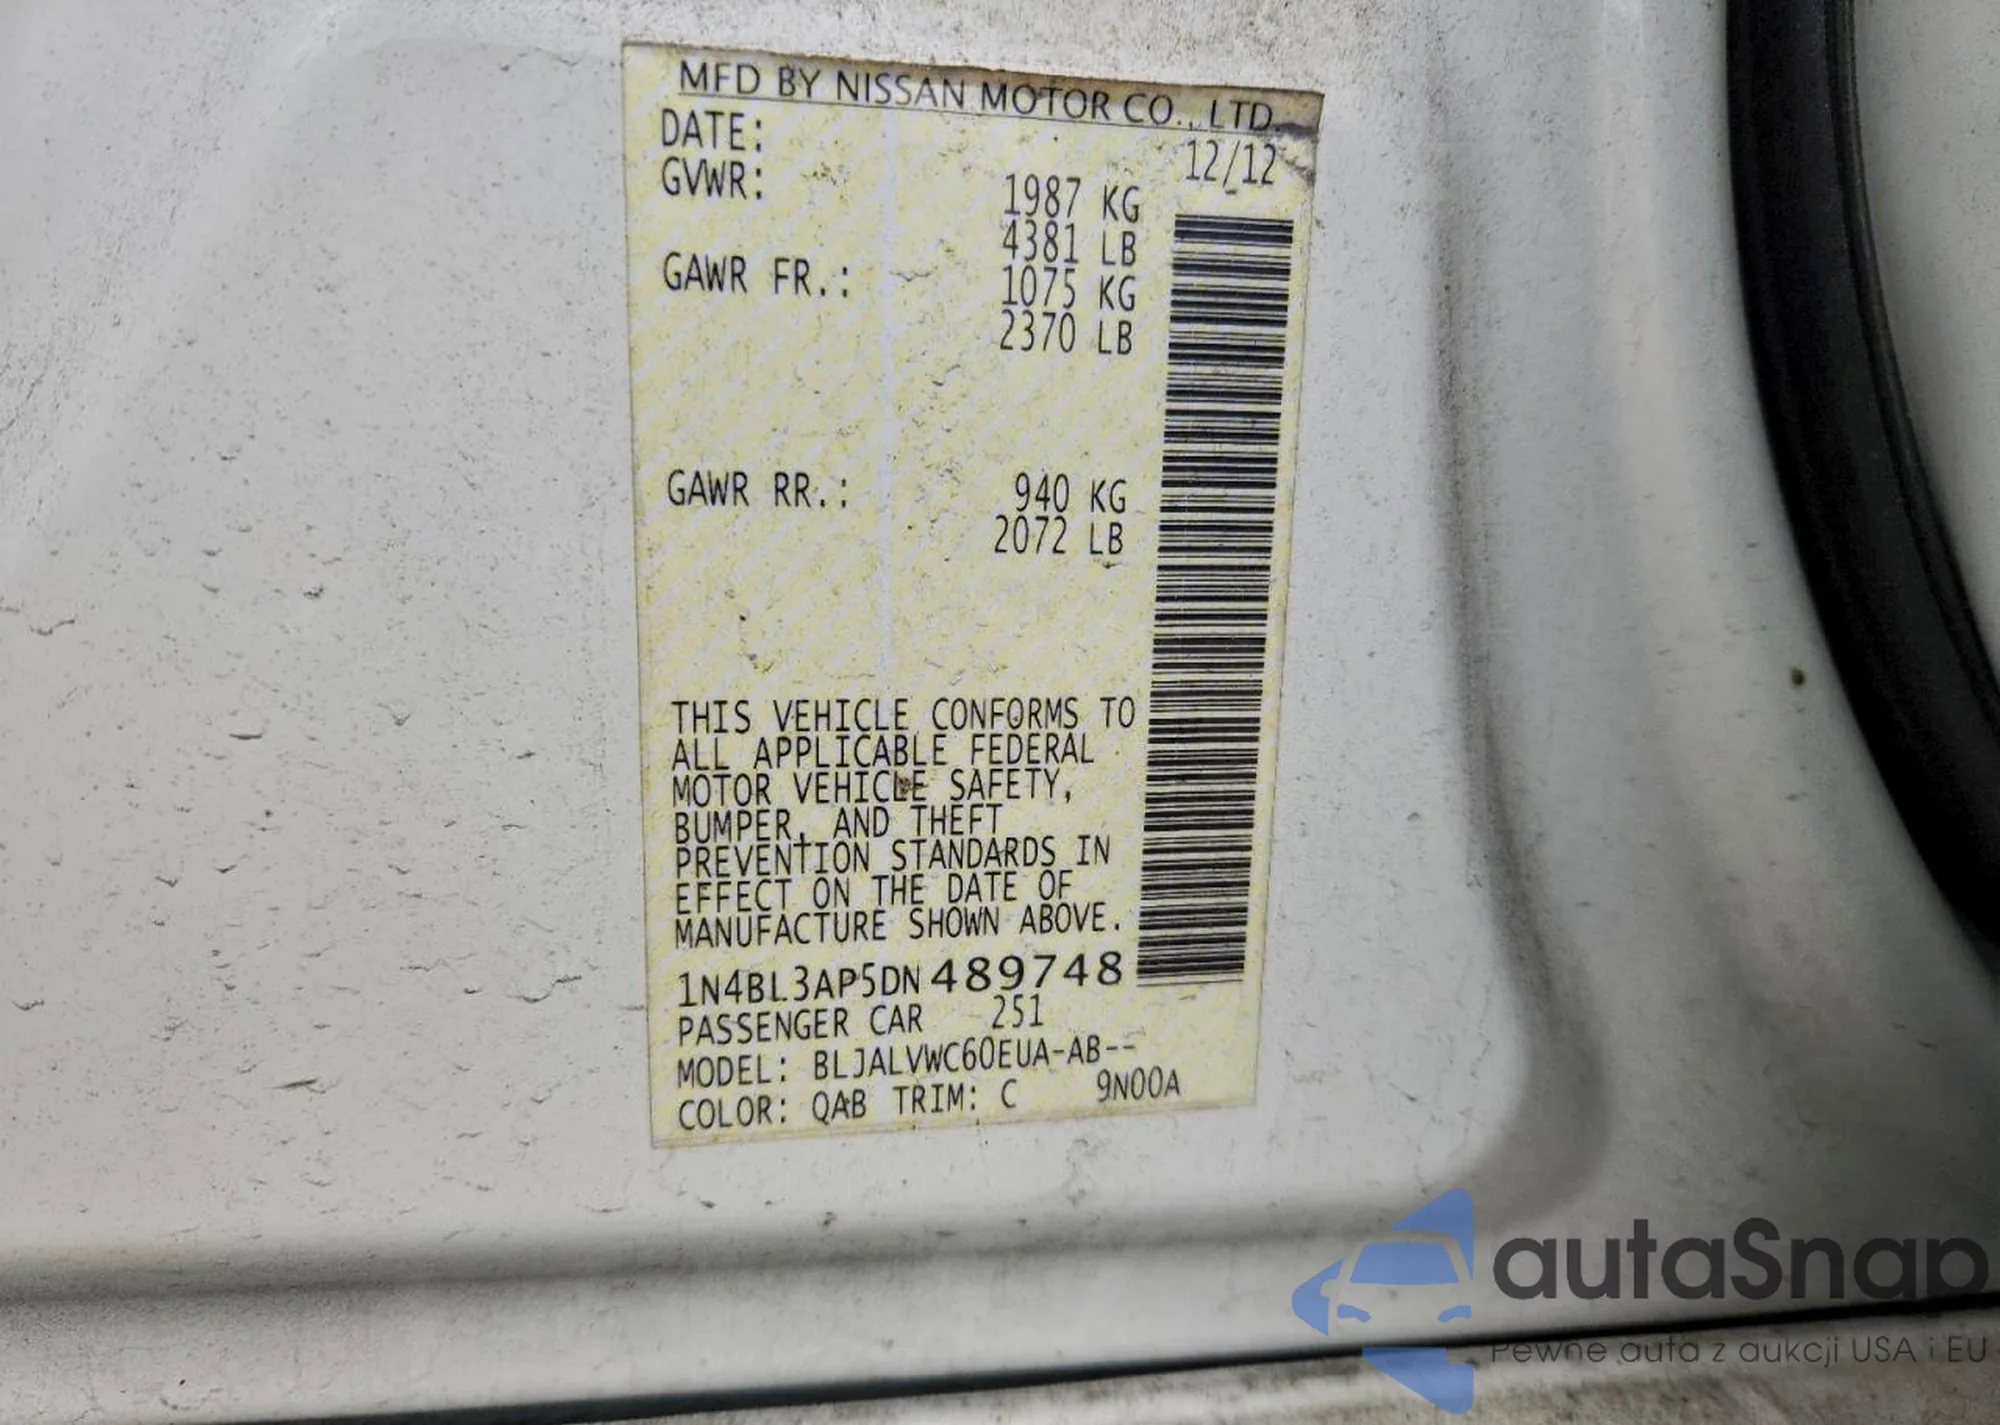 MFD BY NISSAN MOTOR CO., LTD.
DATE: 12/12
GVWR: 1987 KG
4381 LB
GAWR FR.: 1075 KG
2370 LB
GAWR RR.: 940 KG
2072 LB
THIS VEHICLE CONFORMS TO
ALL APPLICABLE FEDERAL
MOTOR VEHICLE SAFETY,
BUMPER, AND THEFT
PREVENTION STANDARDS IN
EFFECT ON THE DATE OF
MANUFACTURE SHOWN ABOVE.
1N4BL3AP5DN489748
PASSENGER CAR 251
MODEL: BLJALVWC60EUA-AB--
COLOR: QAB TRIM: C 9N00A
autaSnap
Pewne auta z aukcji USA i EU